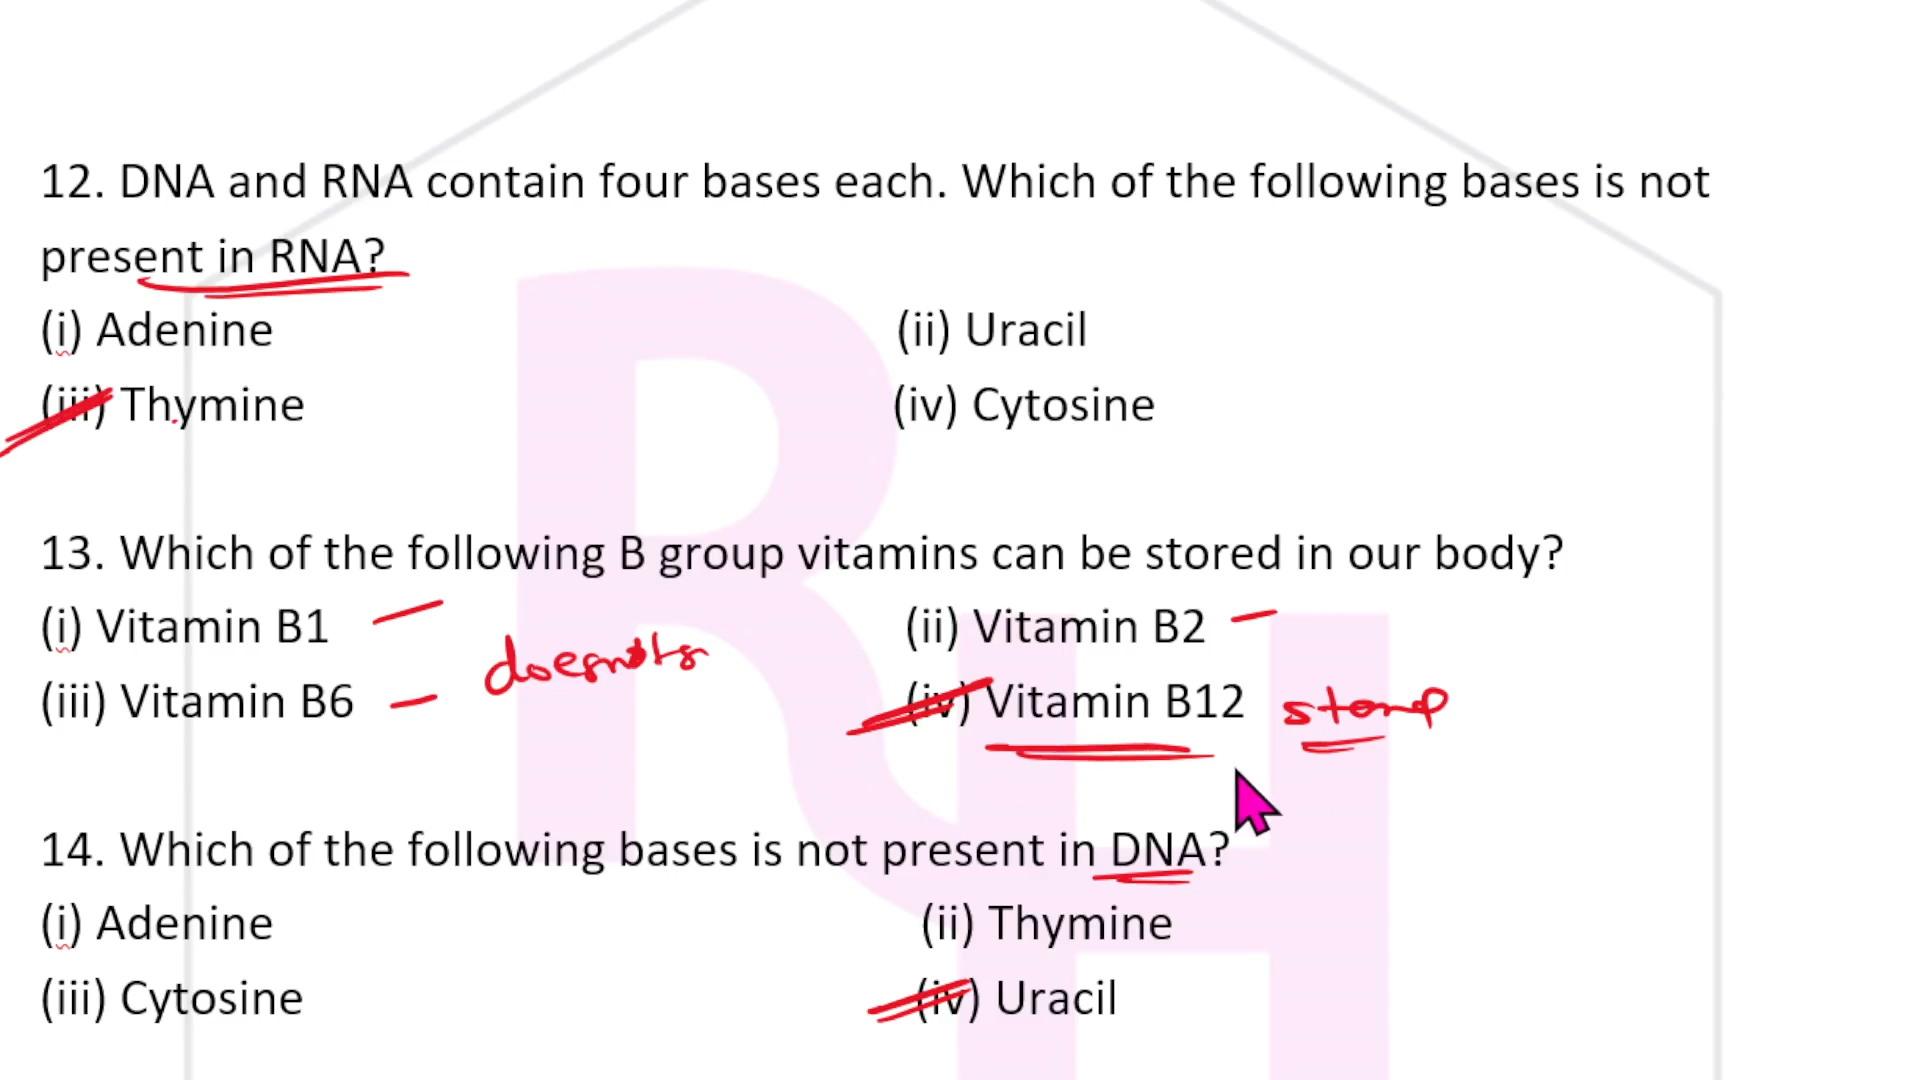 12. DNA and RNA contain four bases each. Which of the following bases is not
present in RNA?
(i) Adenine (ii) Uracil
(iii) Thymine (iv) Cytosine
13. Which of the following B group vitamins can be stored in our body?
(i) Vitamin B1 (ii) Vitamin B2
(iii) Vitamin B6 (iv) Vitamin B12
14. Which of the following bases is not present in DNA?
(i) Adenine (ii) Thymine
(iii) Cytosine (iv) Uracil
RH